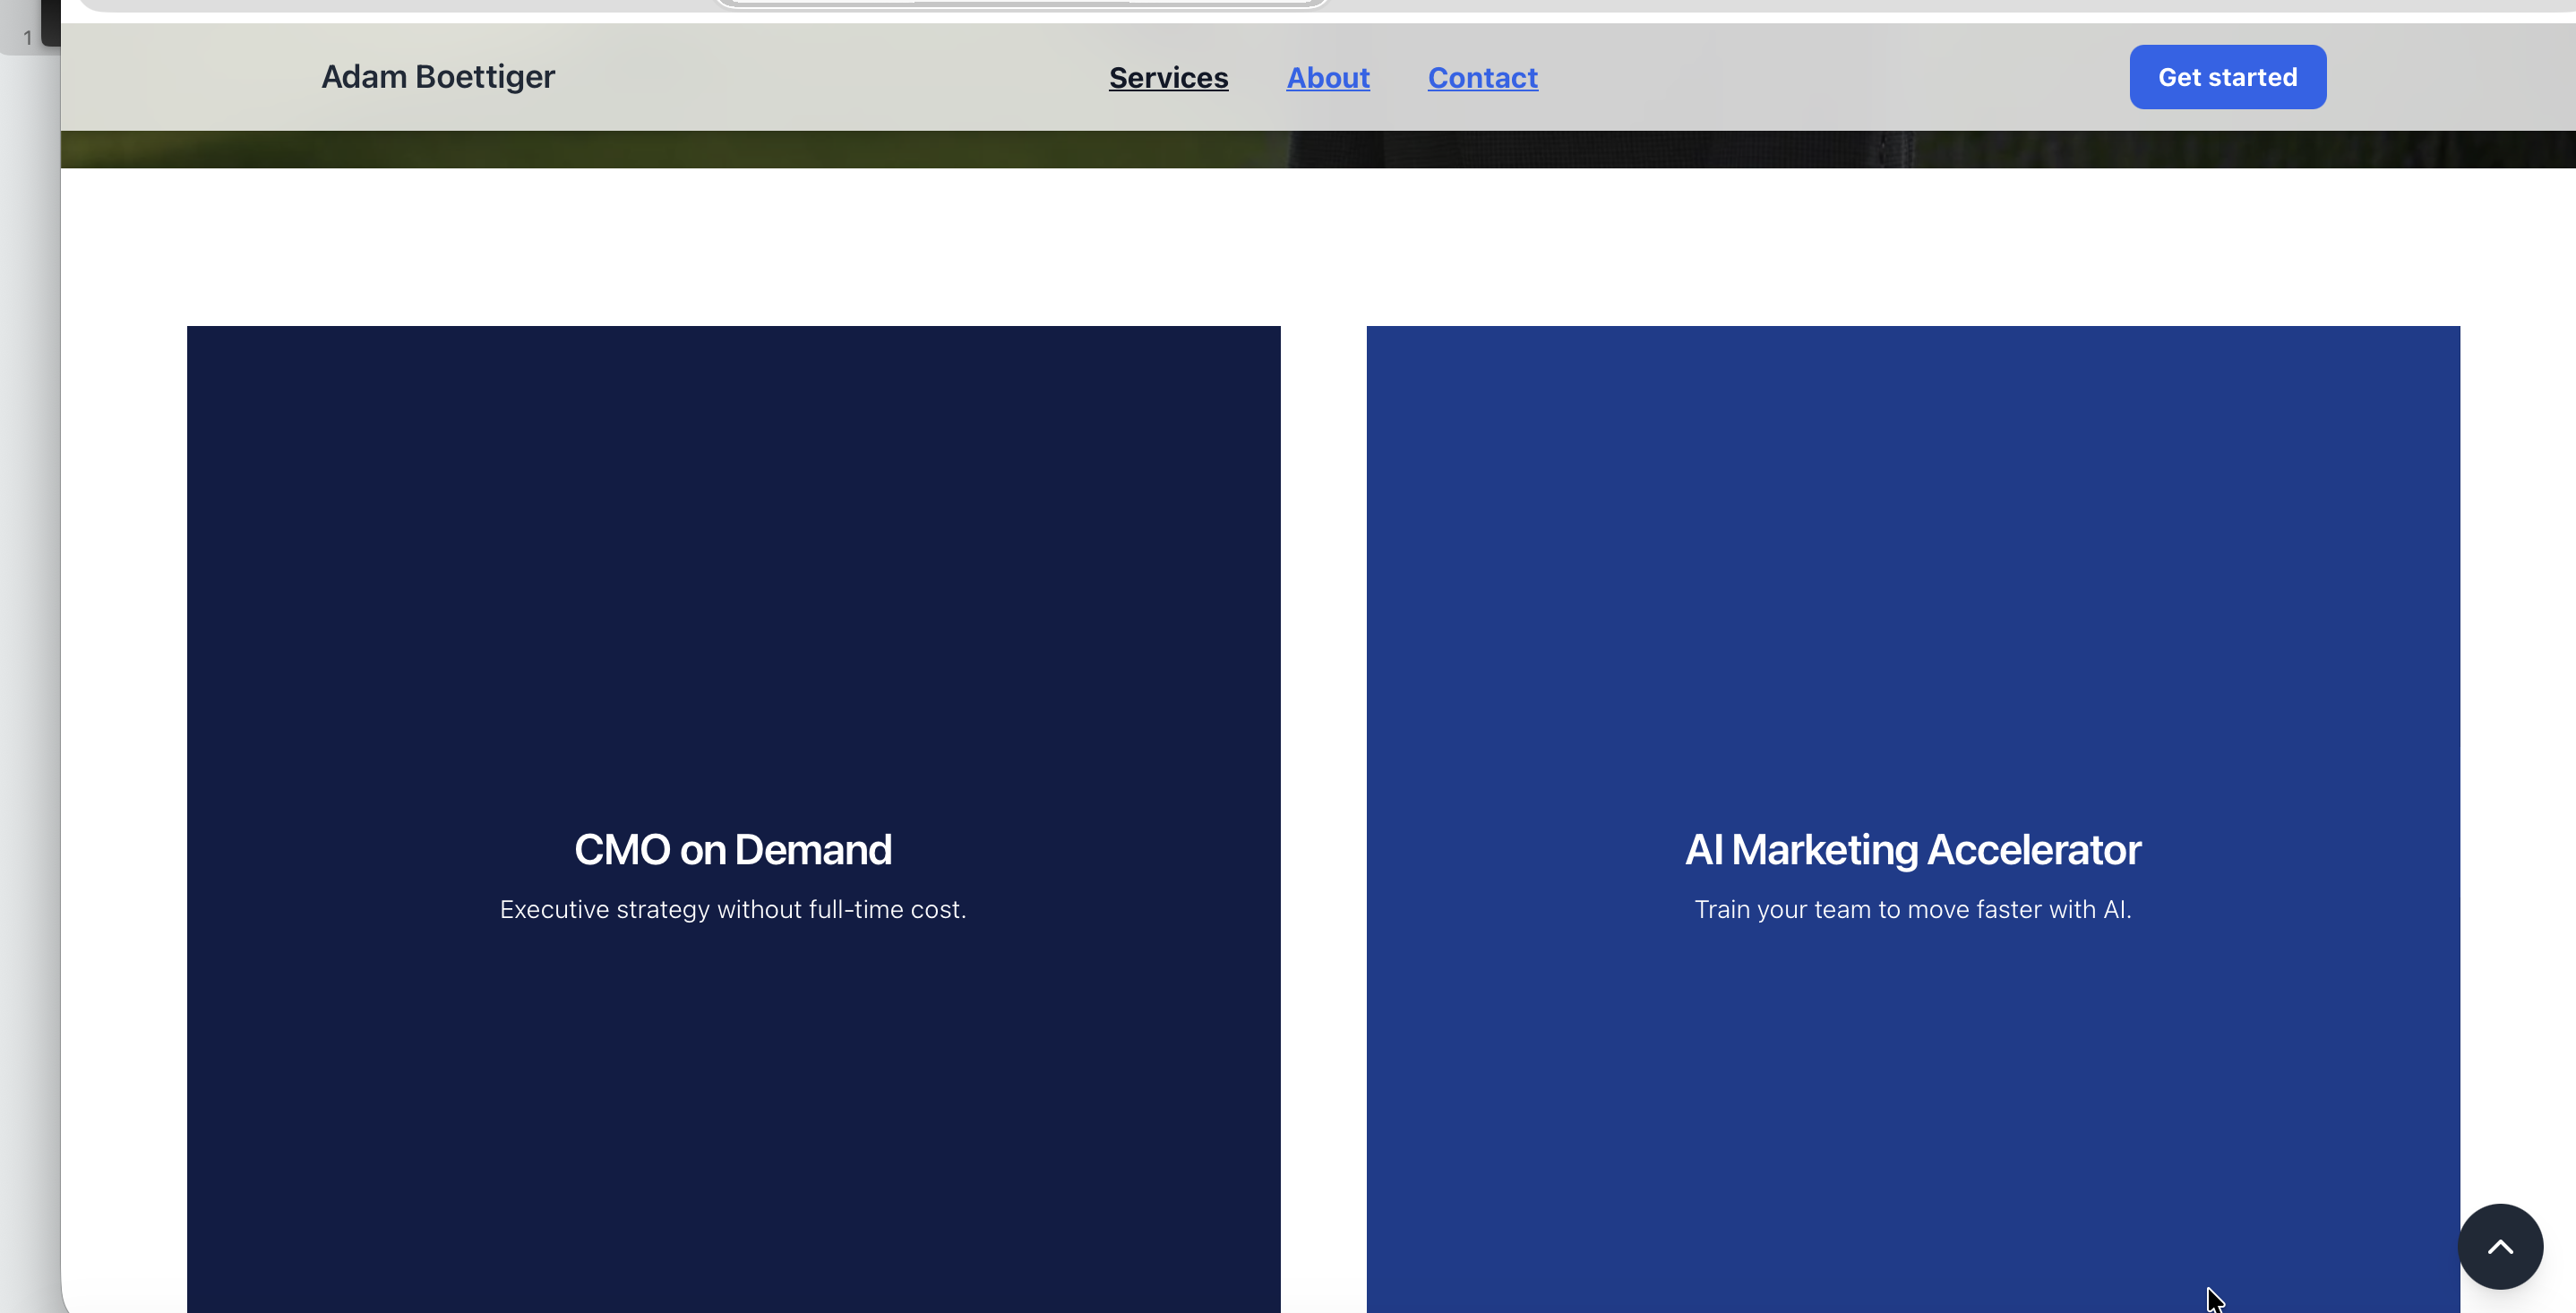 1
Adam Boettiger
Services About Contact
Get started
CMO on Demand
Executive strategy without full-time cost.
AI Marketing Accelerator
Train your team to move faster with AI.